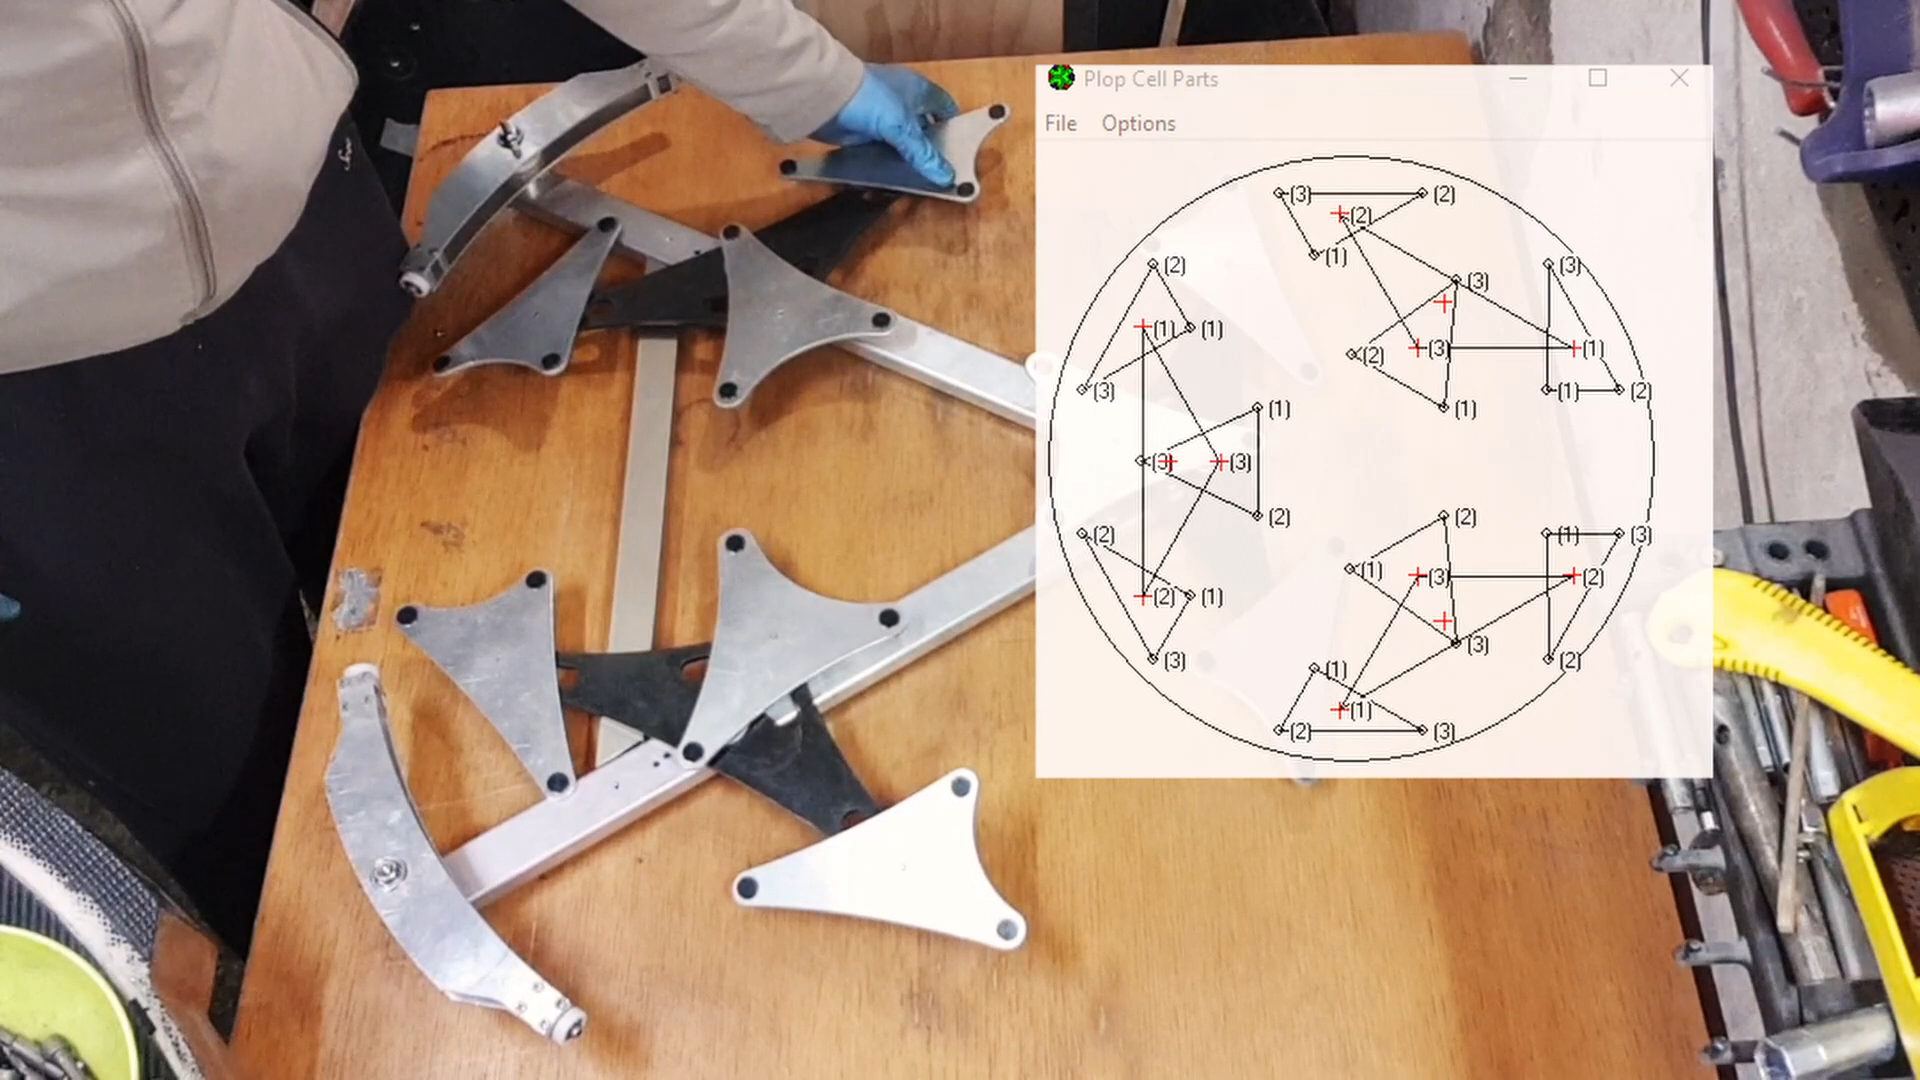 Plop Cell Parts
File Options
(3) (2)
(2)
(1)
(2) (3)
(3)
(1) (1)
(3) (1)
(2)
(3) (1) (2)
(1) (1)
(3) (3)
(2) (2)
(2) (1) (3)
(1) (3) (2)
(2) (1)
(3)
(3) (1) (2)
(1)
(2) (3)